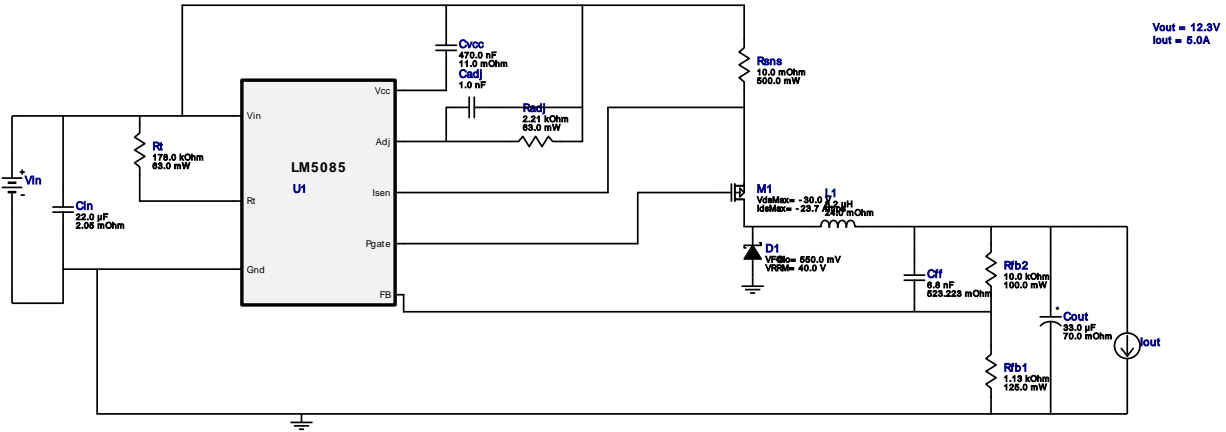 Vout = 12.3V
Iout = 5.0A
Cvcc
470.0 nF
11.0 mOhm
Cadj
1.0 nF
Rsns
10.0 mOhm
500.0 mW
Radj
2.21 kOhm
63.0 mW
Vcc
Vin
Adj
LM5085
U1
Isen
Rt
Pgate
Gnd
FB
Rt
178.0 kOhm
63.0 mW
Vin
+
-
Cin
22.0 µF
2.05 mOhm
M1
VdsMax= -30.0 V
IdsMax= -23.7
L1
µH
24.0 mOhm
D1
= 550.0 mV
VRRM= 40.0 V
Cff
6.8 nF
523.223 mOhm
Rfb2
10.0 kOhm
100.0 mW
Cout
33.0 µF
70.0 mOhm
Iout
Rfb1
1.13 kOhm
125.0 mW